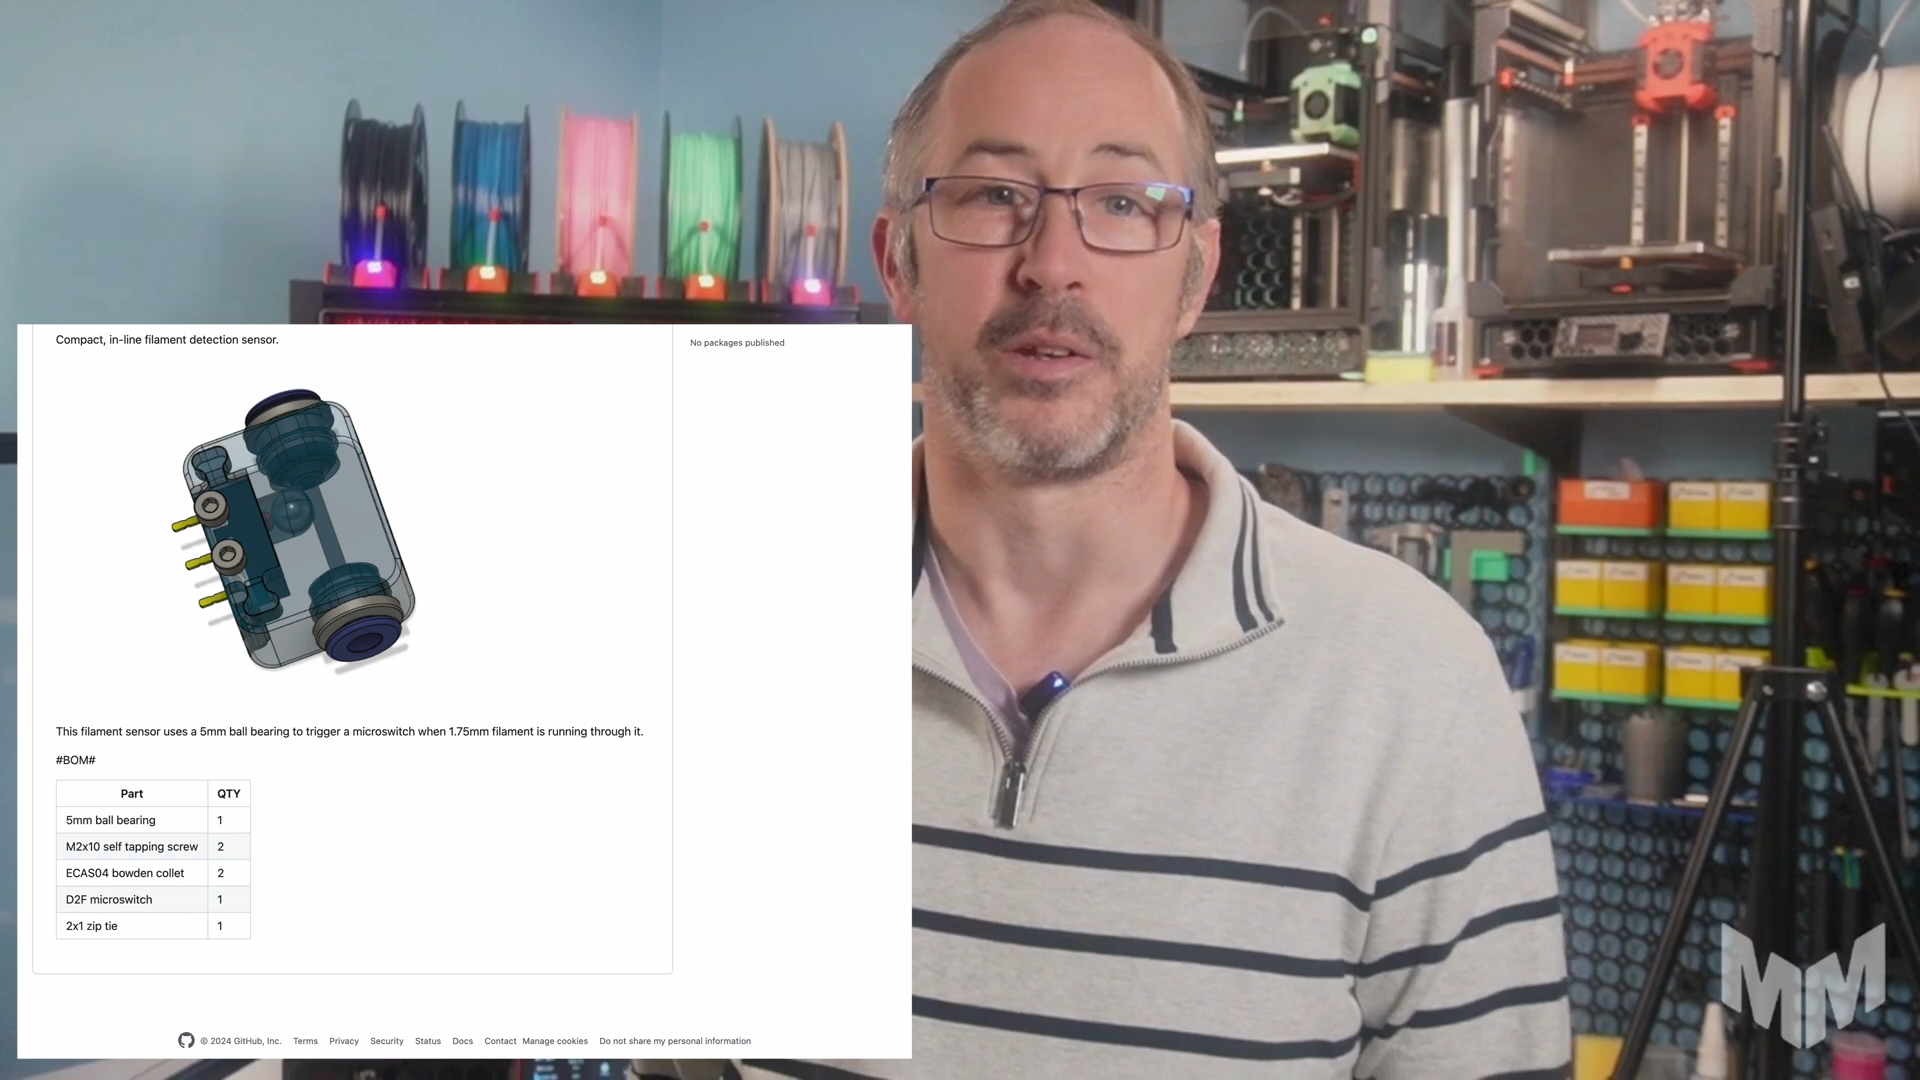 Compact, in-line filament detection sensor.
No packages published
This filament sensor uses a 5mm ball bearing to trigger a microswitch when 1.75mm filament is running through it.
#BOM#
Part QTY
5mm ball bearing 1
M2x10 self tapping screw 2
ECAS04 bowden collet 2
D2F microswitch 1
2x1 zip tie 1
© 2024 GitHub, Inc. Terms Privacy Security Status Docs Contact Manage cookies Do not share my personal information
MM